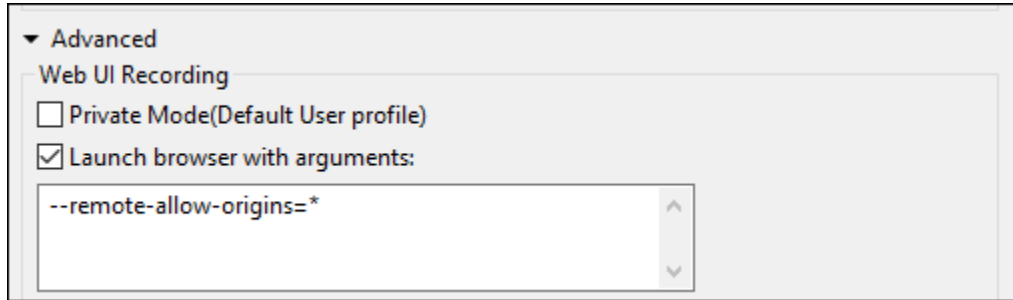 Advanced
Web UI Recording
Private Mode(Default User profile)
Launch browser with arguments:
--remote-allow-origins=*